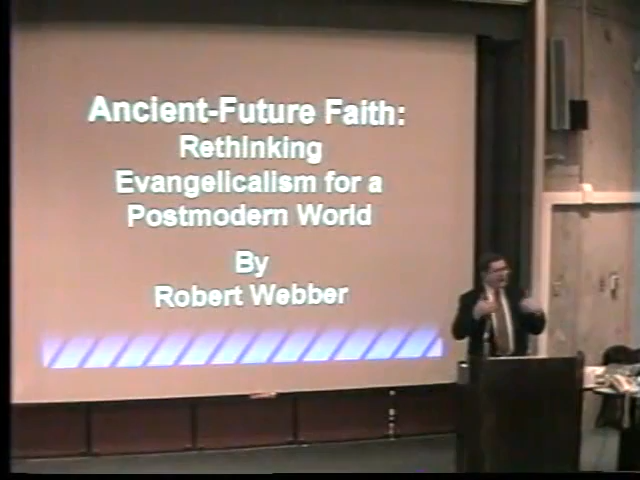 Ancient-Future Faith:
Rethinking
Evangelicalism for a
Postmodern World
By
Robert Webber